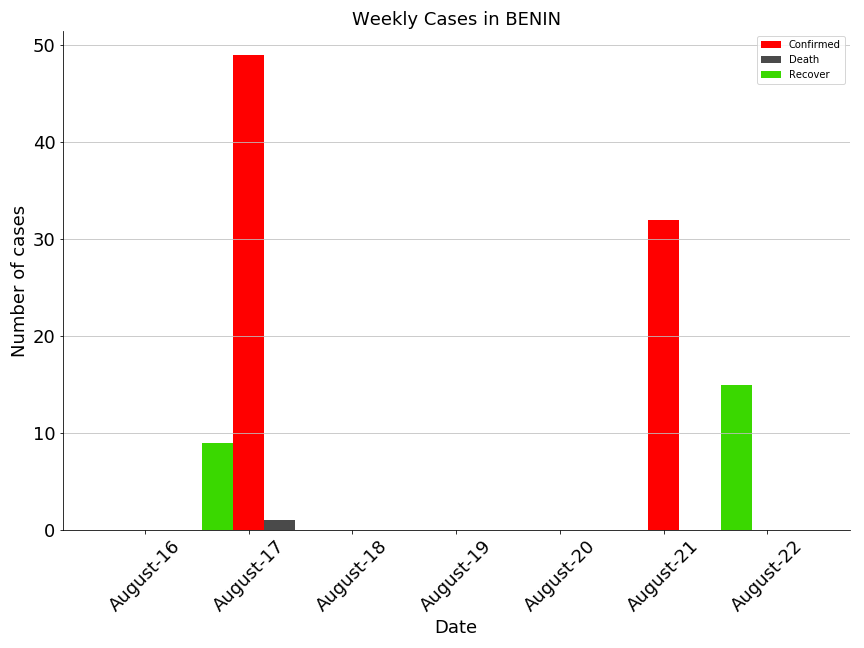 Weekly Cases in BENIN
Confirmed
Death
Recover
Number of cases
50
40
30
20
10
0
August-16
August-17
August-18
August-19
August-20
August-21
August-22
Date